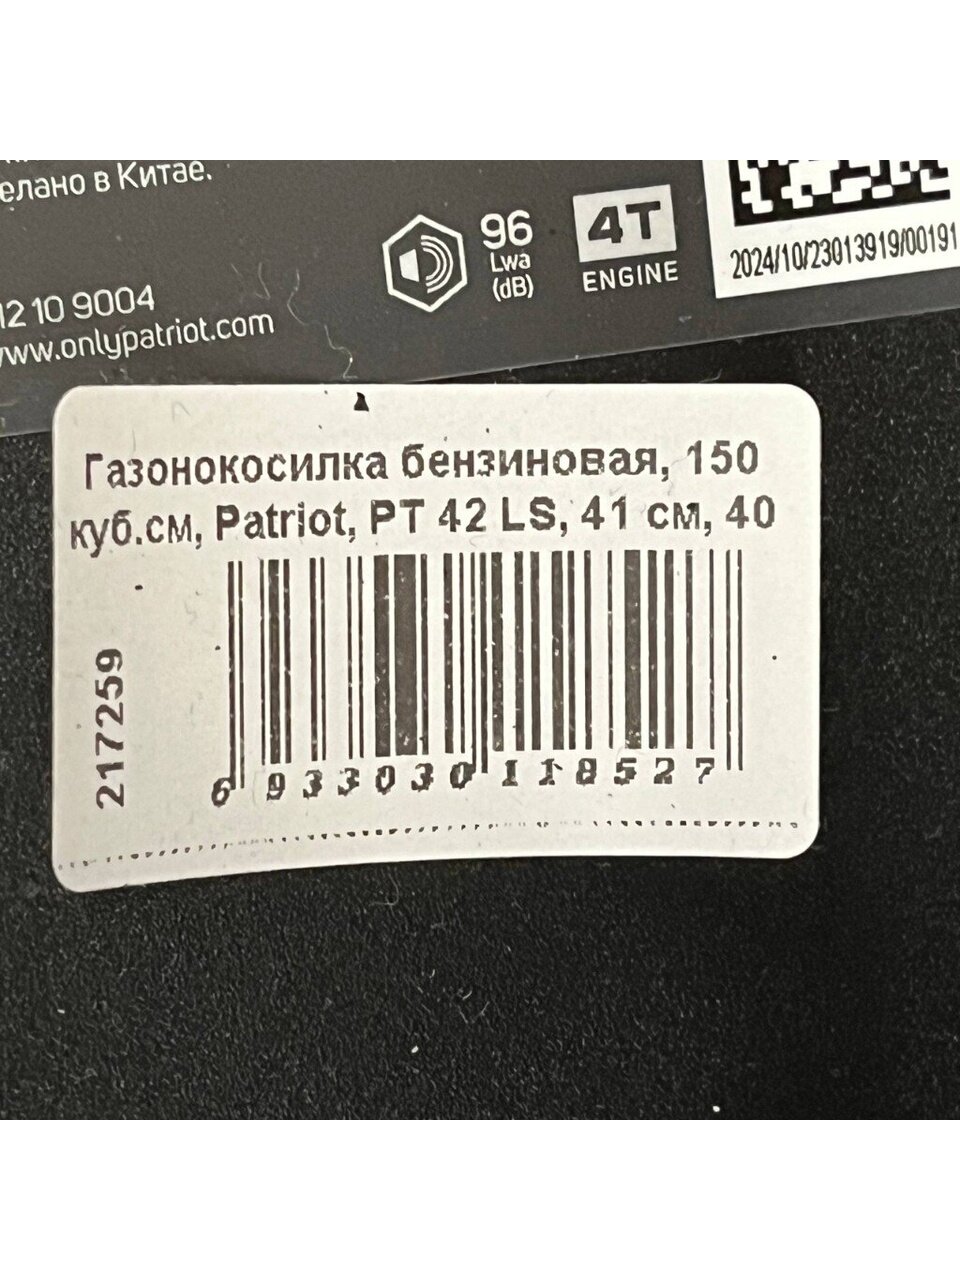 елано в Китае.
12 10 9004
www.onlypatriot.com
96
Lwa
(dB)
4T
ENGINE
2024/10/23013919/00191
Газонокосилка бензиновая, 150
куб.см, Patriot, PT 42 LS, 41 см, 40
217259
6 933030 118527